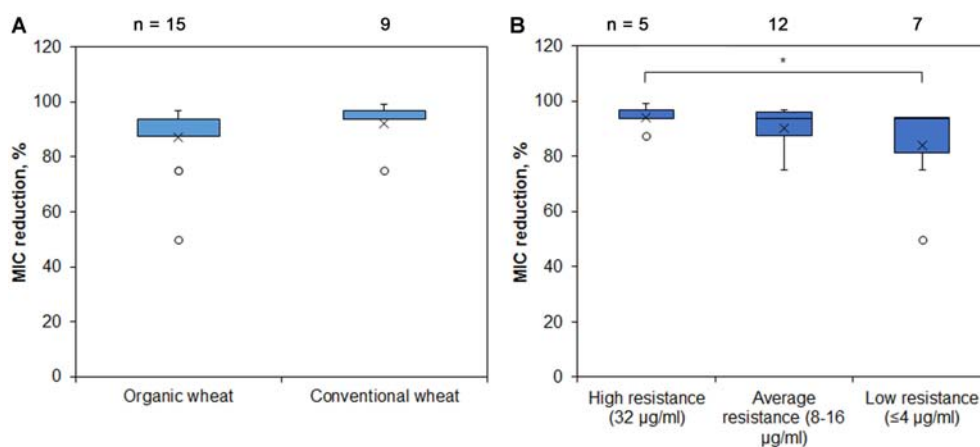 A
n = 15
9
120
100
80
60
40
20
0
MIC reduction, %
Organic wheat
Conventional wheat
B
n = 5
12
7
120
100
80
60
40
20
0
MIC reduction, %
*
High resistance
(32 µg/ml)
Average
resistance (8-16
µg/ml)
Low resistance
(≤4 µg/ml)